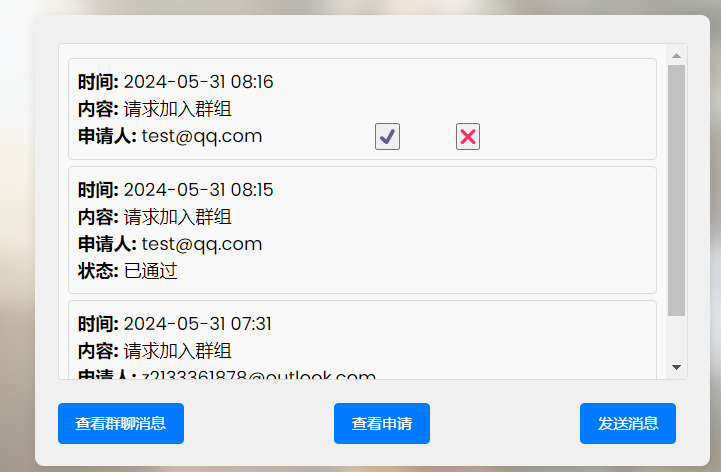 时间: 2024-05-31 08:16
内容: 请求加入群组
申请人: test@qq.com
时间: 2024-05-31 08:15
内容: 请求加入群组
申请人: test@qq.com
状态: 已通过
时间: 2024-05-31 07:31
内容: 请求加入群组
申请人: z2133361878@outlook.com
查看群聊消息 查看申请 发送消息